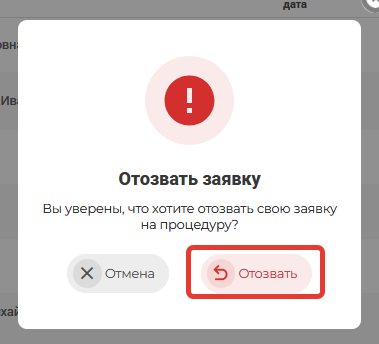 дата
Отозвать заявку
Вы уверены, что хотите отозвать свою заявку
на процедуру?
Отмена
Отозвать